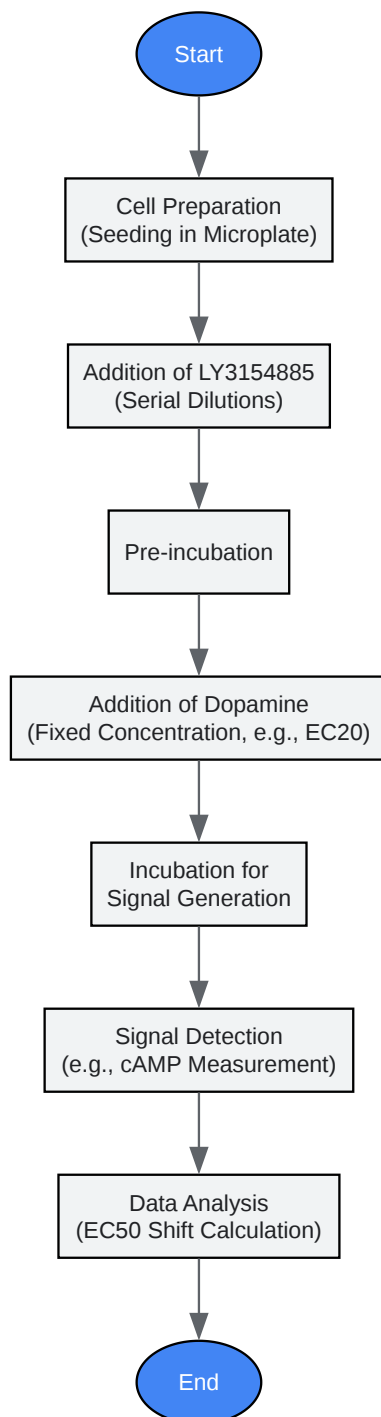 Start
Cell Preparation
(Seeding in Microplate)
Addition of LY3154885
(Serial Dilutions)
Pre-incubation
Addition of Dopamine
(Fixed Concentration, e.g., EC20)
Incubation for
Signal Generation
Signal Detection
(e.g., cAMP Measurement)
Data Analysis
(EC50 Shift Calculation)
End